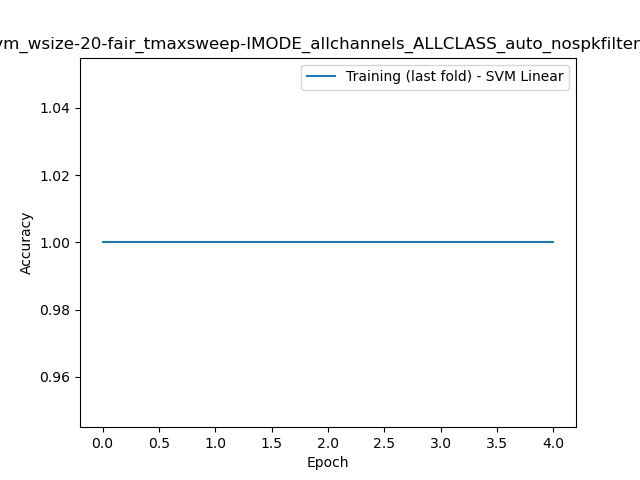 vm_wsize-20-fair_tmaxsweep-IMODE_allchannels_ALLCLASS_auto_nospkfilter_
Training (last fold) - SVM Linear
1.04
1.02
1.00
0.98
0.96
Accuracy
0.0 0.5 1.0 1.5 2.0 2.5 3.0 3.5 4.0
Epoch